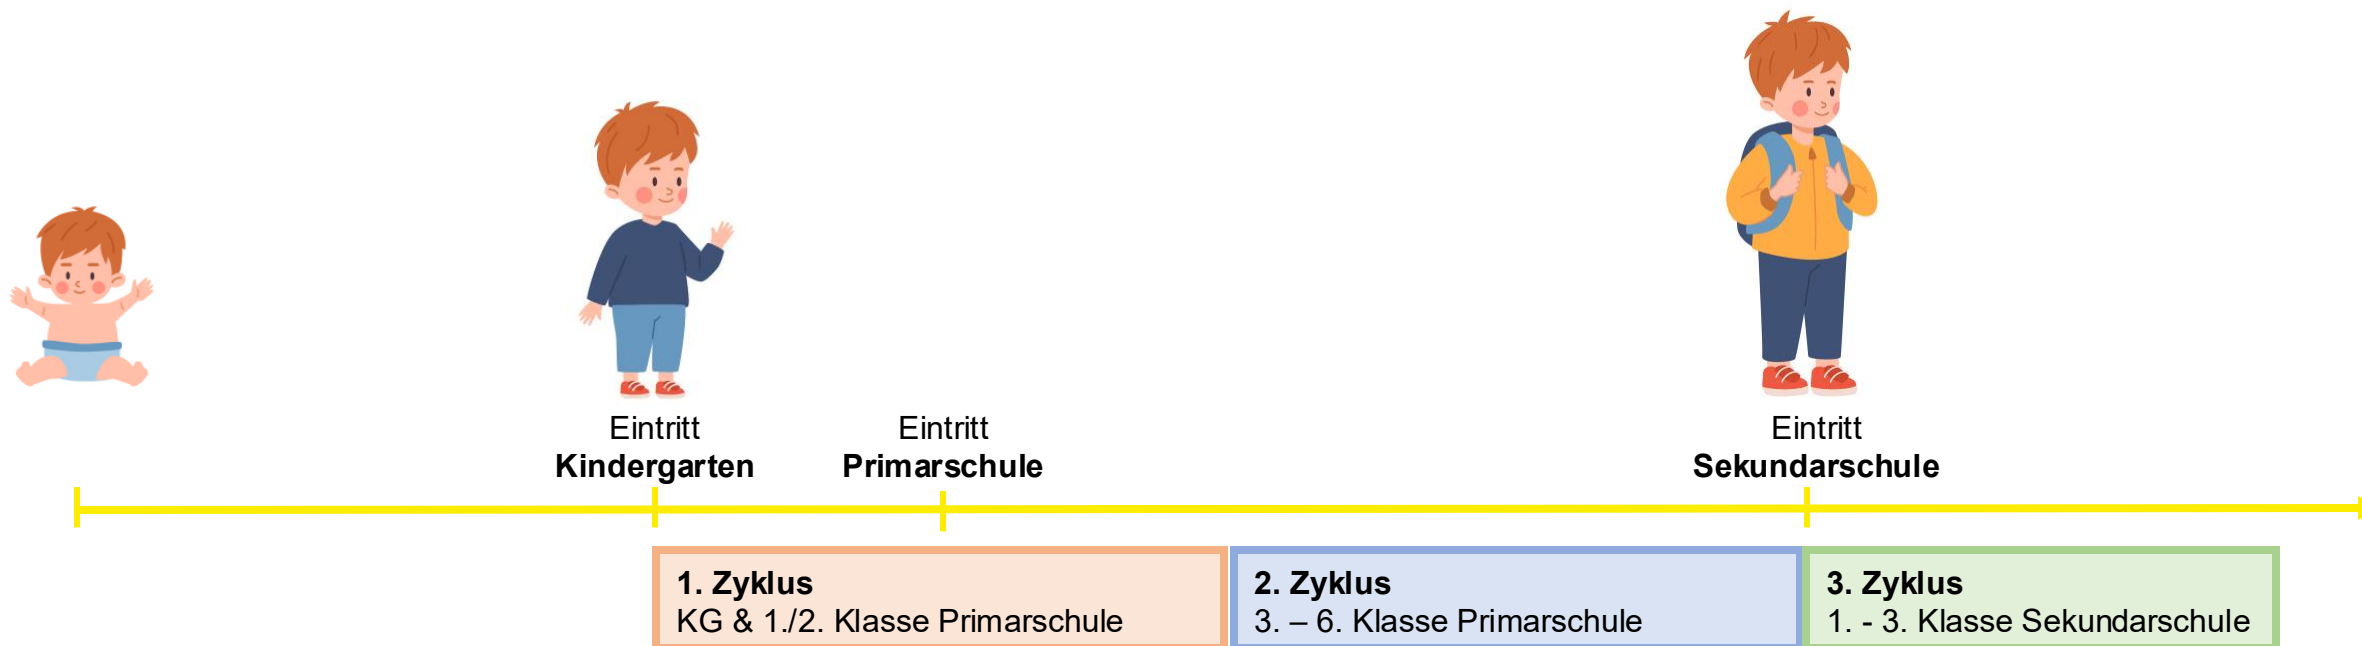 Eintritt
Kindergarten
Eintritt
Primarschule
Eintritt
Sekundarschule
1. Zyklus
KG & 1./2. Klasse Primarschule
2. Zyklus
3. – 6. Klasse Primarschule
3. Zyklus
1. - 3. Klasse Sekundarschule